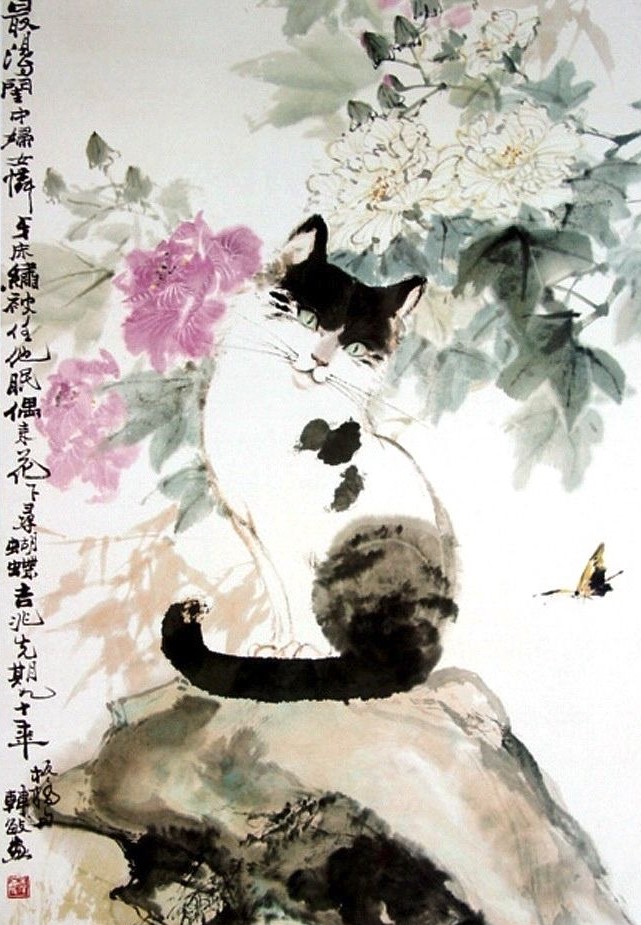 最閨中婦女憐牙床繡被任他眠偶來花下尋蝴蝶吉兆先期九十年
板橋句
韓敏畫